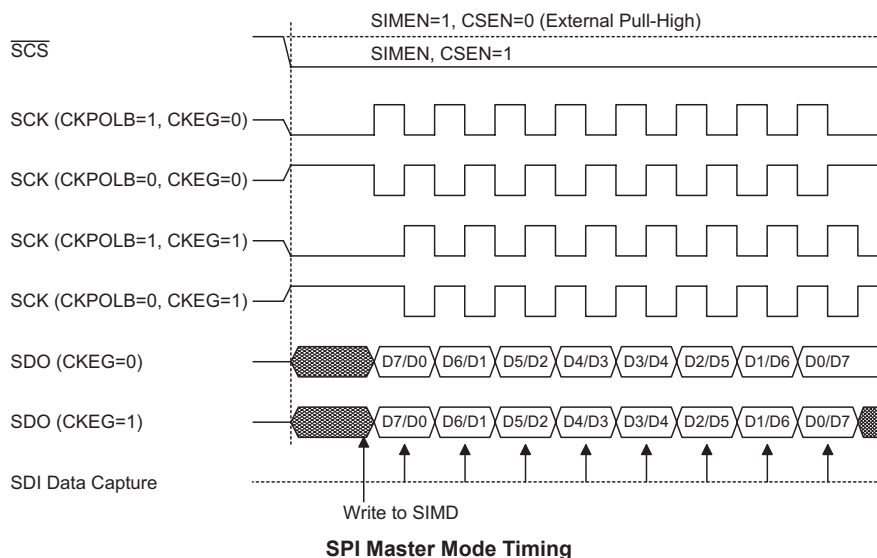 SIMEN=1, CSEN=0 (External Pull-High)
SCS
SIMEN, CSEN=1
SCK (CKPOLB=1, CKEG=0)
SCK (CKPOLB=0, CKEG=0)
SCK (CKPOLB=1, CKEG=1)
SCK (CKPOLB=0, CKEG=1)
SDO (CKEG=0) D7/D0 D6/D1 D5/D2 D4/D3 D3/D4 D2/D5 D1/D6 D0/D7
SDO (CKEG=1) D7/D0 D6/D1 D5/D2 D4/D3 D3/D4 D2/D5 D1/D6 D0/D7
SDI Data Capture
Write to SIMD
SPI Master Mode Timing